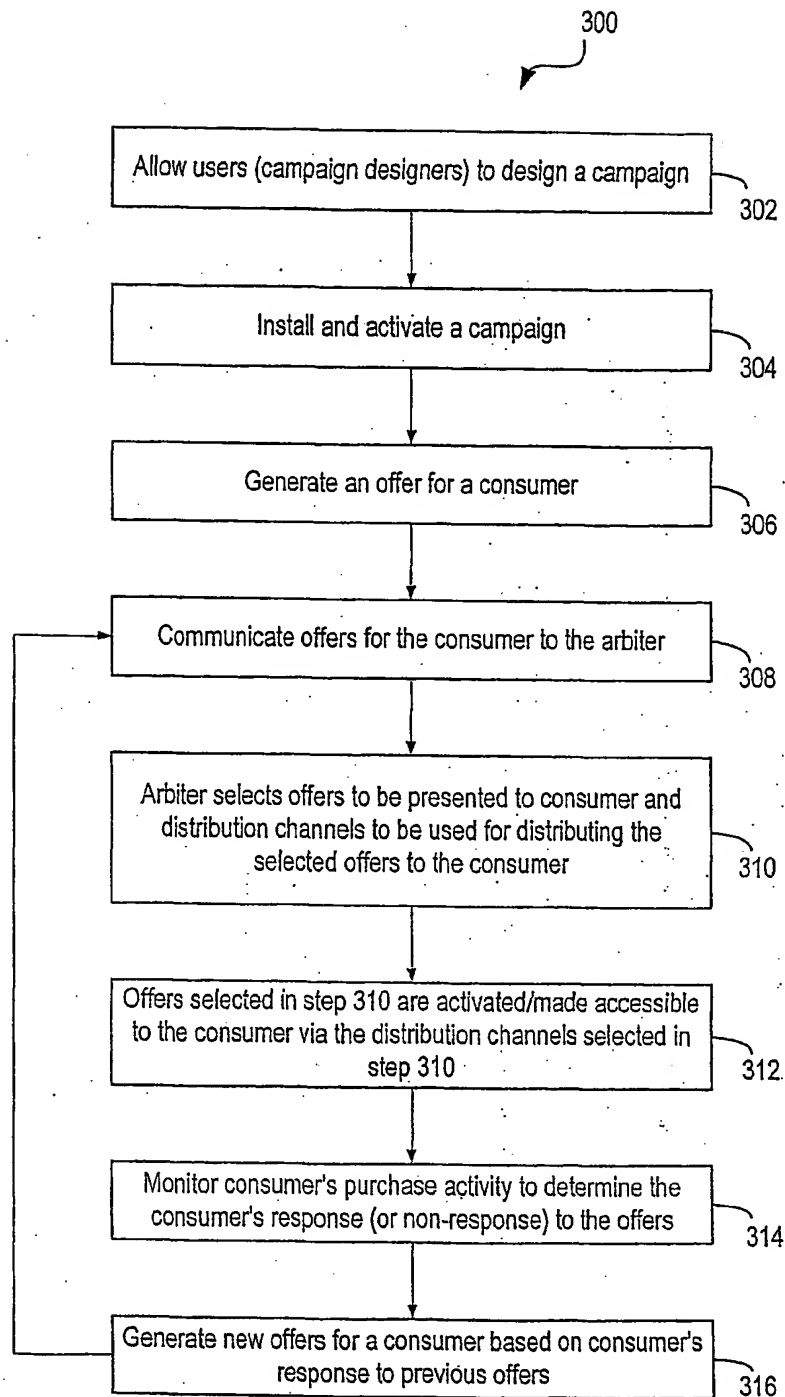 300
Allow users (campaign designers) to design a campaign
302
Install and activate a campaign
304
Generate an offer for a consumer
306
Communicate offers for the consumer to the arbiter
308
Arbiter selects offers to be presented to consumer and
distribution channels to be used for distributing the
selected offers to the consumer
310
Offers selected in step 310 are activated/made accessible
to the consumer via the distribution channels selected in
step 310
312
Monitor consumer's purchase activity to determine the
consumer's response (or non-response) to the offers
314
Generate new offers for a consumer based on consumer's
response to previous offers
316